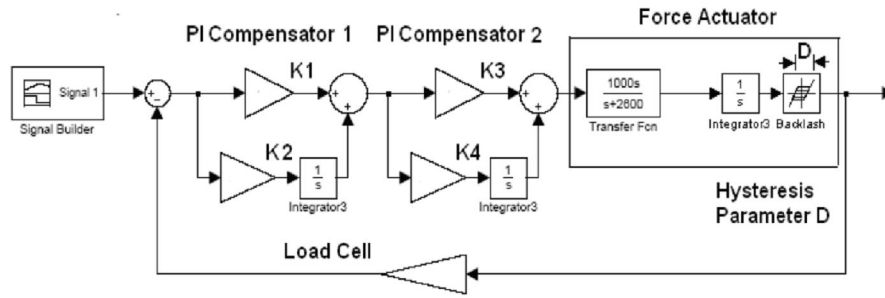 Force Actuator
PI Compensator 1
PI Compensator 2
D
K1
K3
Signal 1
1000s
s+2600
1
s
Signal Builder
Transfer Fcn
Integrator3
Backlash
K2
K4
1
s
1
s
Integrator3
Integrator3
Hysteresis
Parameter D
Load Cell